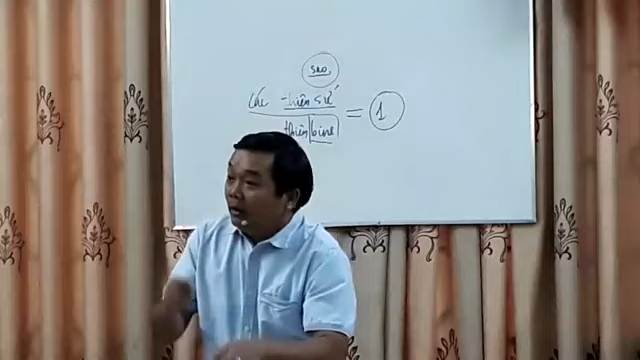 sao
các thiên sứ
thiên binh = 1